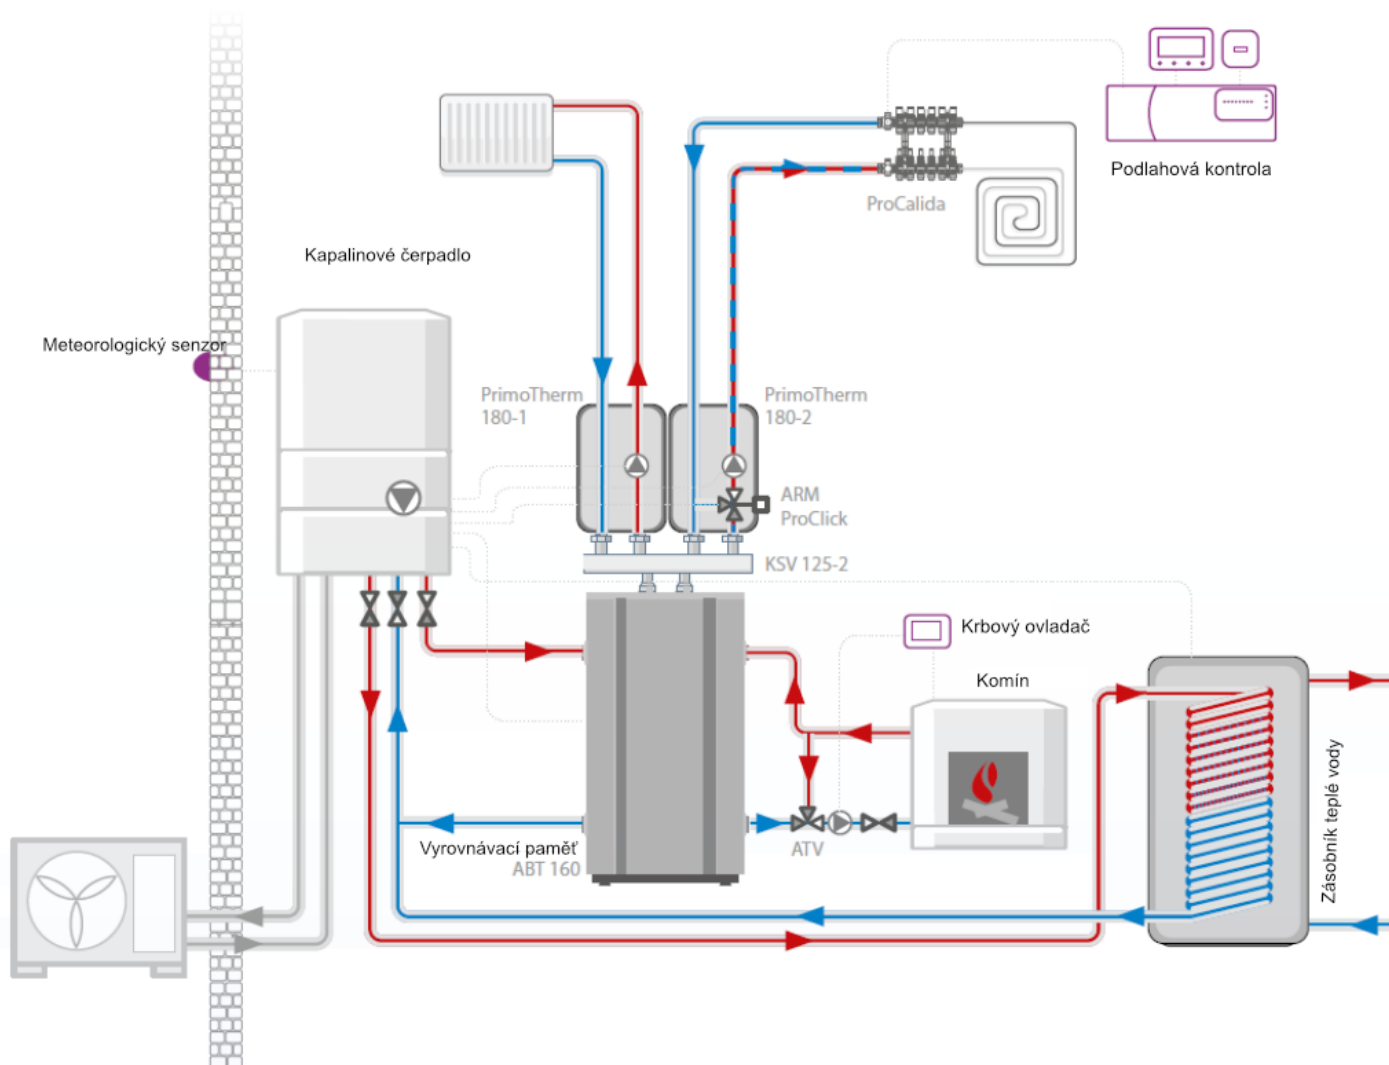 Podlahová kontrola
ProCalida
Kapalinové čerpadlo
Meteorologický senzor
PrimoTherm
180-1
PrimoTherm
180-2
ARM
ProClick
KSV 125-2
Krbový ovladač
Komín
Zásobník teplé vody
Vyrovnávací paměť
ABT 160
ATV